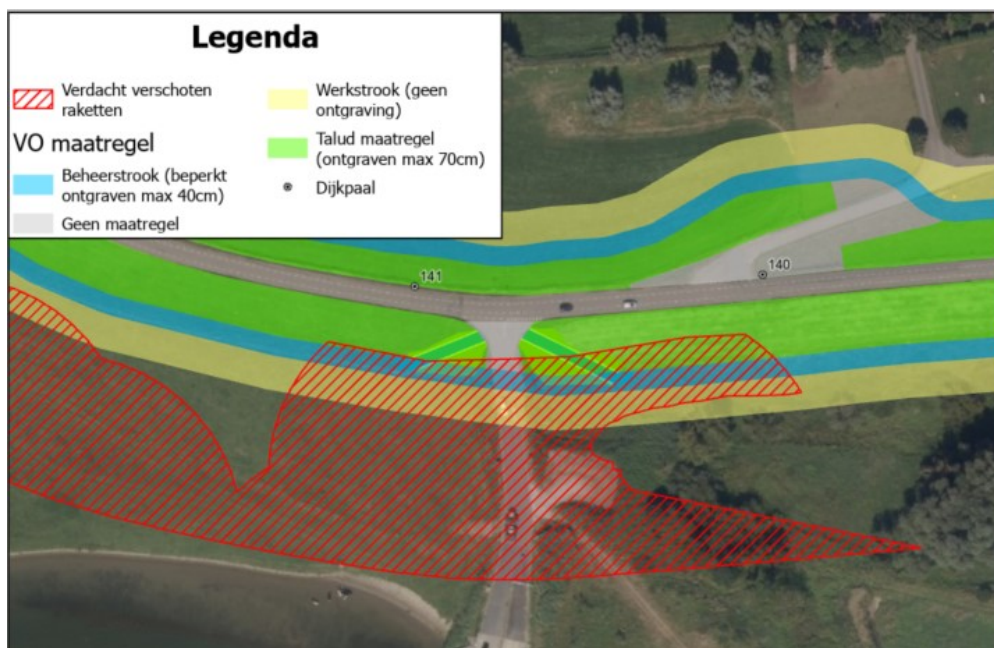 Legenda
Verdacht verschoten
raketten
VO maatregel
Beheerstrook (beperkt
ontgraven max 40cm)
Geen maatregel
Werkstrook (geen
ontgraving)
Talud maatregel
(ontgraven max 70cm)
Dijkpaal
141
140